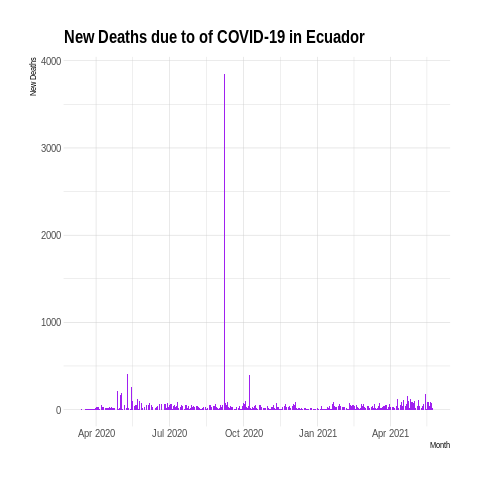 New Deaths due to of COVID-19 in Ecuador
New Deaths
4000
3000
2000
1000
0
Apr 2020 Jul 2020 Oct 2020 Jan 2021 Apr 2021
Month